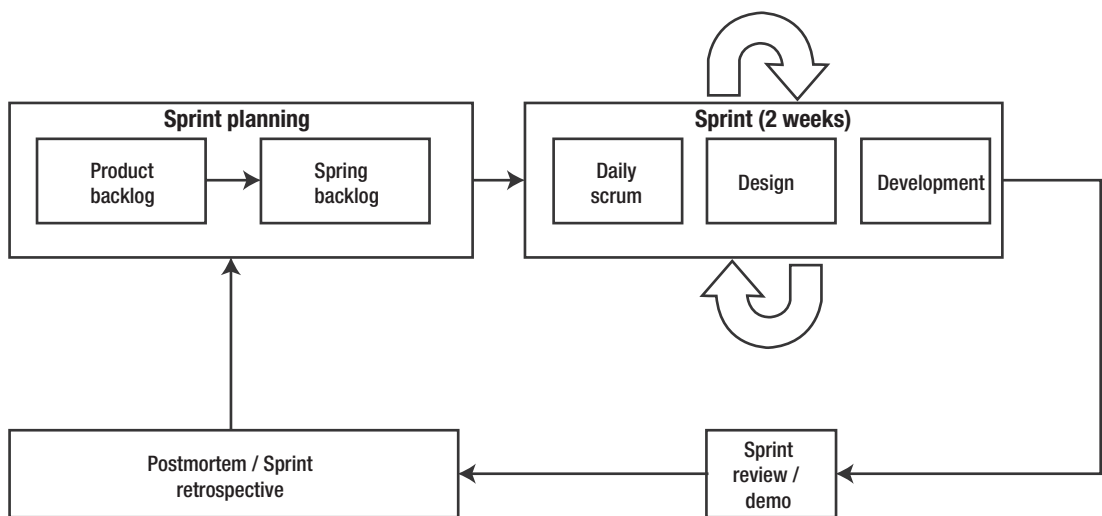 Sprint planning
Product
backlog
Spring
backlog
Sprint (2 weeks)
Daily
scrum
Design
Development
Postmortem / Sprint
retrospective
Sprint
review /
demo